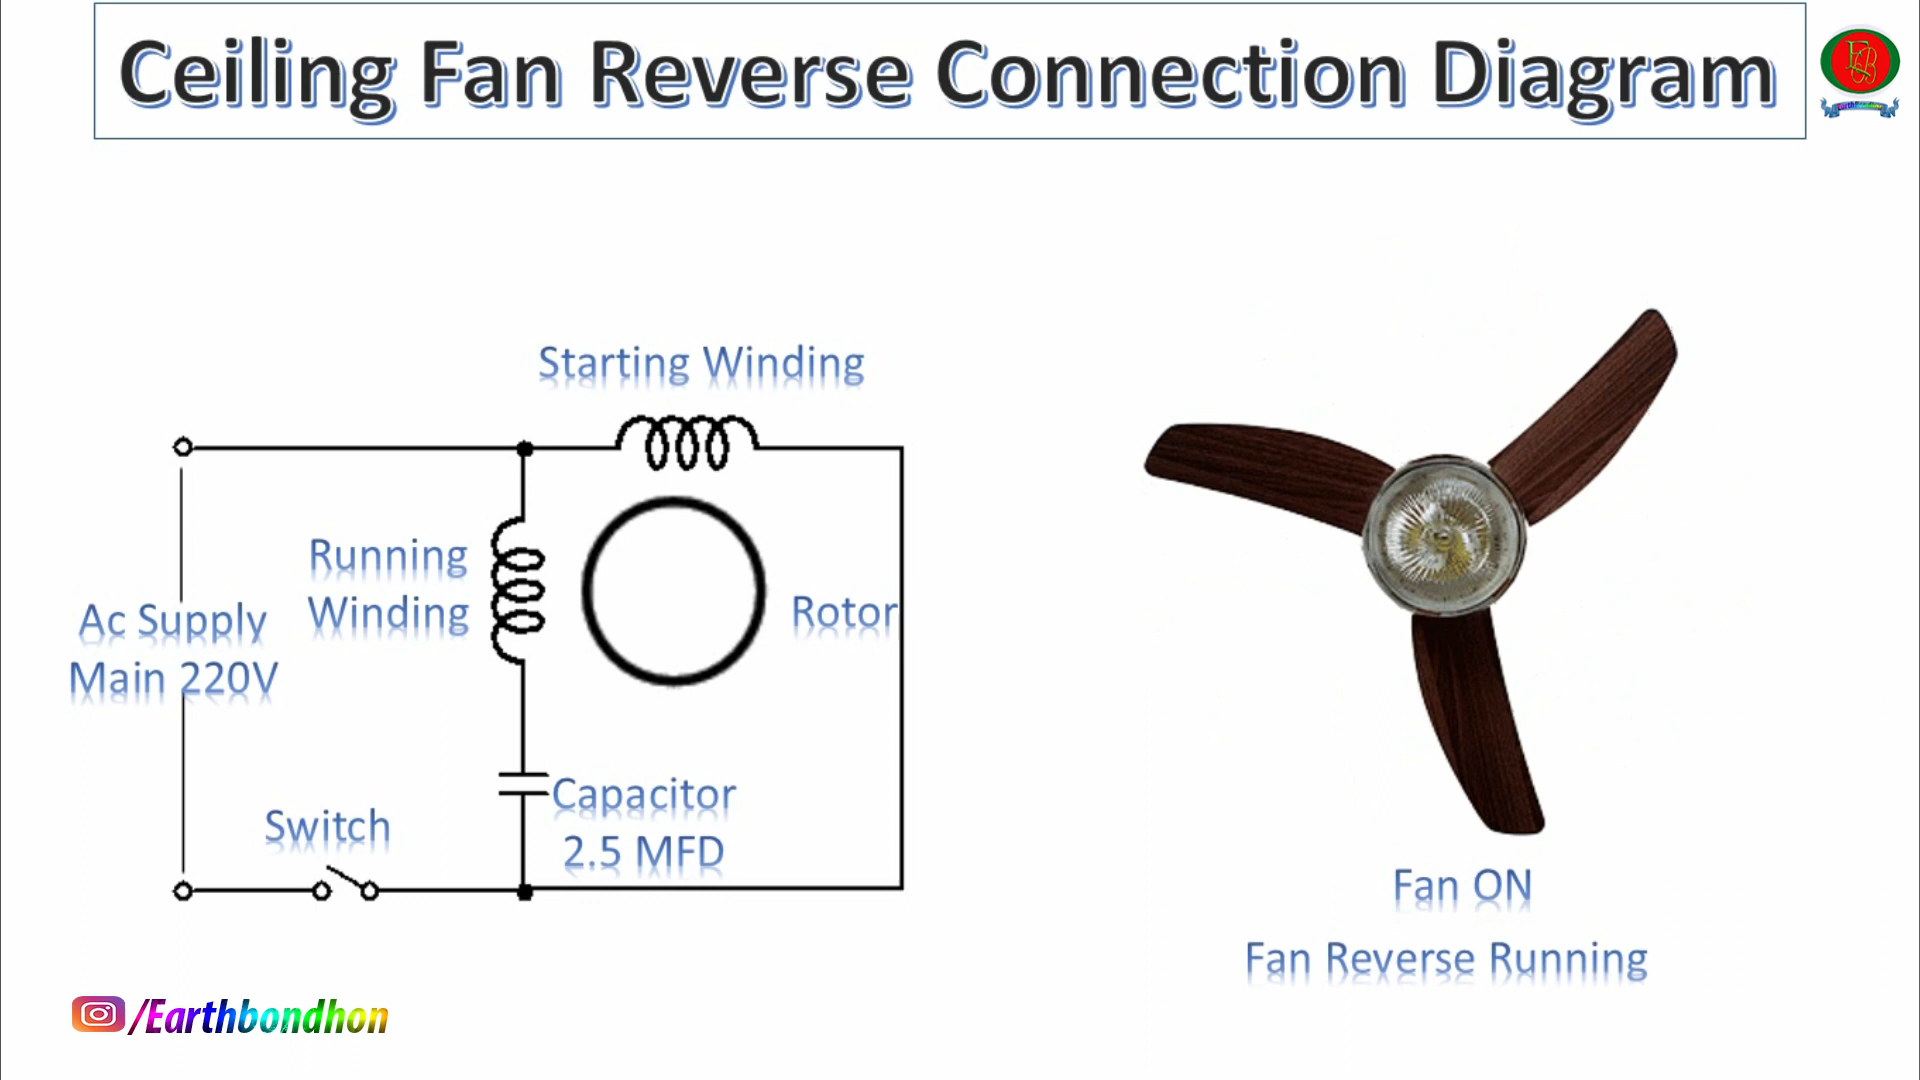 Ceiling Fan Reverse Connection Diagram
Starting Winding
Running
Winding
Rotor
Ac Supply
Main 220V
Capacitor
2.5 MFD
Switch
Fan ON
Fan Reverse Running
/Earthbondhon